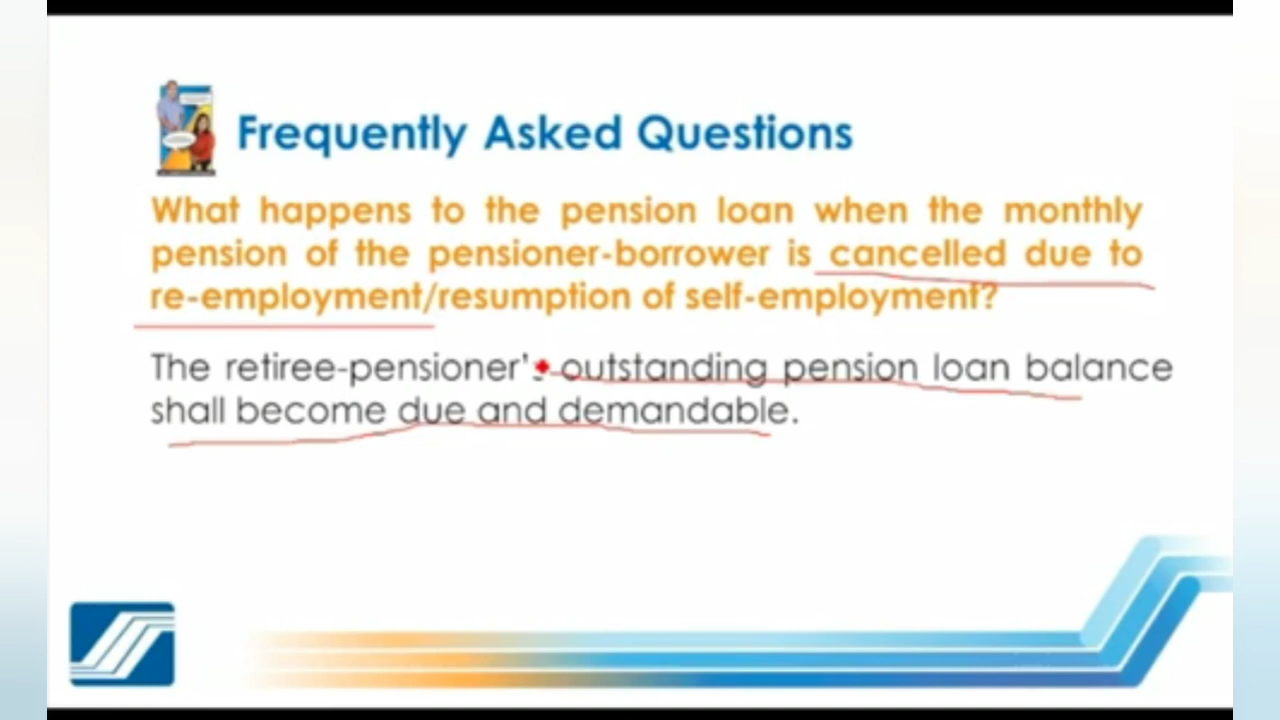 Frequently Asked Questions
What happens to the pension loan when the monthly
pension of the pensioner-borrower is cancelled due to
re-employment/resumption of self-employment?
The retiree-pensioner's outstanding pension loan balance
shall become due and demandable.